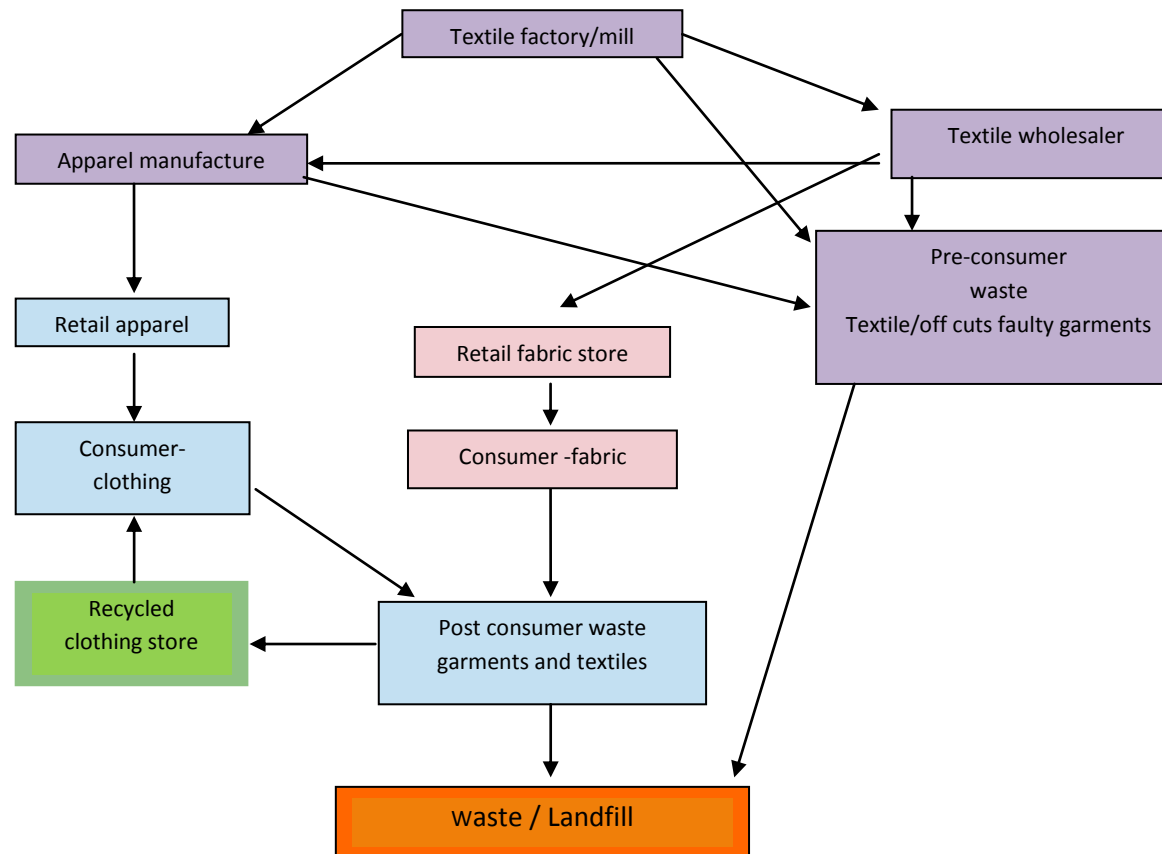 Textile factory/mill
Textile wholesaler
Apparel manufacture
Pre-consumer
waste
Textile/off cuts faulty garments
Retail apparel
Retail fabric store
Consumer-
clothing
Consumer -fabric
Recycled
clothing store
Post consumer waste
garments and textiles
waste / Landfill